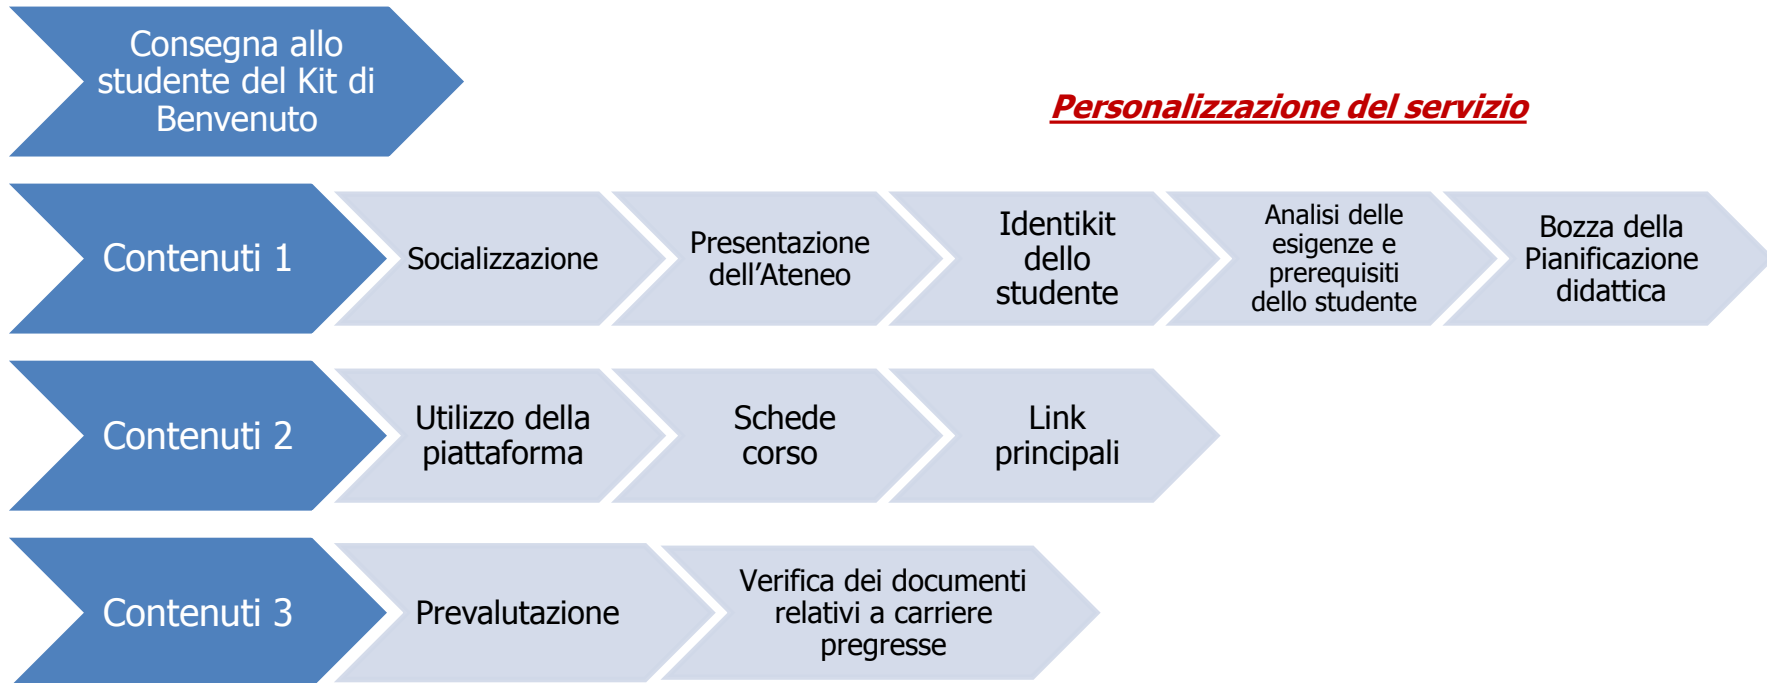 Consegna allo
studente del Kit di
Benvenuto
Personalizzazione del servizio
Contenuti 1
Socializzazione
Presentazione
dell’Ateneo
Identikit
dello
studente
Analisi delle
esigenze e
prerequisiti
dello studente
Bozza della
Pianificazione
didattica
Contenuti 2
Utilizzo della
piattaforma
Schede
corso
Link
principali
Contenuti 3
Prevalutazione
Verifica dei documenti
relativi a carriere
pregresse